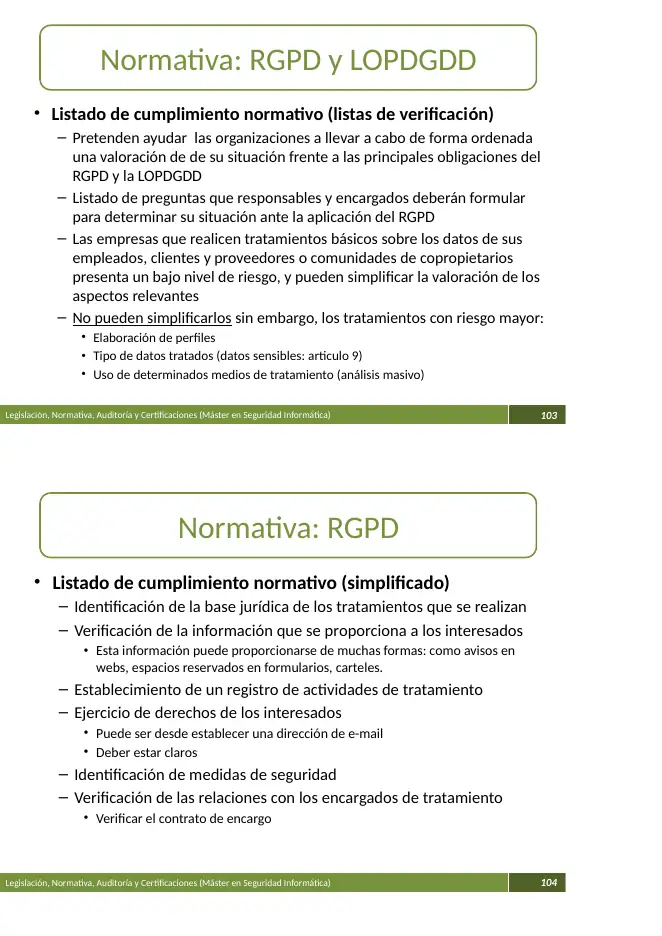 Normativa: RGPD y LOPDGDD
• Listado de cumplimiento normativo (listas de verificación)
– Pretenden ayudar  las organizaciones a llevar a cabo de forma ordenada
una valoración de de su situación frente a las principales obligaciones del
RGPD y la LOPDGDD
– Listado de preguntas que responsables y encargados deberán formular
para determinar su situación ante la aplicación del RGPD
– Las empresas que realicen tratamientos básicos sobre los datos de sus
empleados, clientes y proveedores o comunidades de copropietarios
presenta un bajo nivel de riesgo, y pueden simplificar la valoración de los
aspectos relevantes
– No pueden simplificarlos sin embargo, los tratamientos con riesgo mayor:
• Elaboración de perfiles
• Tipo de datos tratados (datos sensibles: articulo 9)
• Uso de determinados medios de tratamiento (análisis masivo)
Legislación, Normativa, Auditoría y Certificaciones (Máster en Seguridad Informática)
103
Normativa: RGPD
• Listado de cumplimiento normativo (simplificado)
– Identificación de la base jurídica de los tratamientos que se realizan
– Verificación de la información que se proporciona a los interesados
• Esta información puede proporcionarse de muchas formas: como avisos en
webs, espacios reservados en formularios, carteles.
– Establecimiento de un registro de actividades de tratamiento
– Ejercicio de derechos de los interesados
• Puede ser desde establecer una dirección de e-mail
• Deber estar claros
– Identificación de medidas de seguridad
– Verificación de las relaciones con los encargados de tratamiento
• Verificar el contrato de encargo
Legislación, Normativa, Auditoría y Certificaciones (Máster en Seguridad Informática)
104